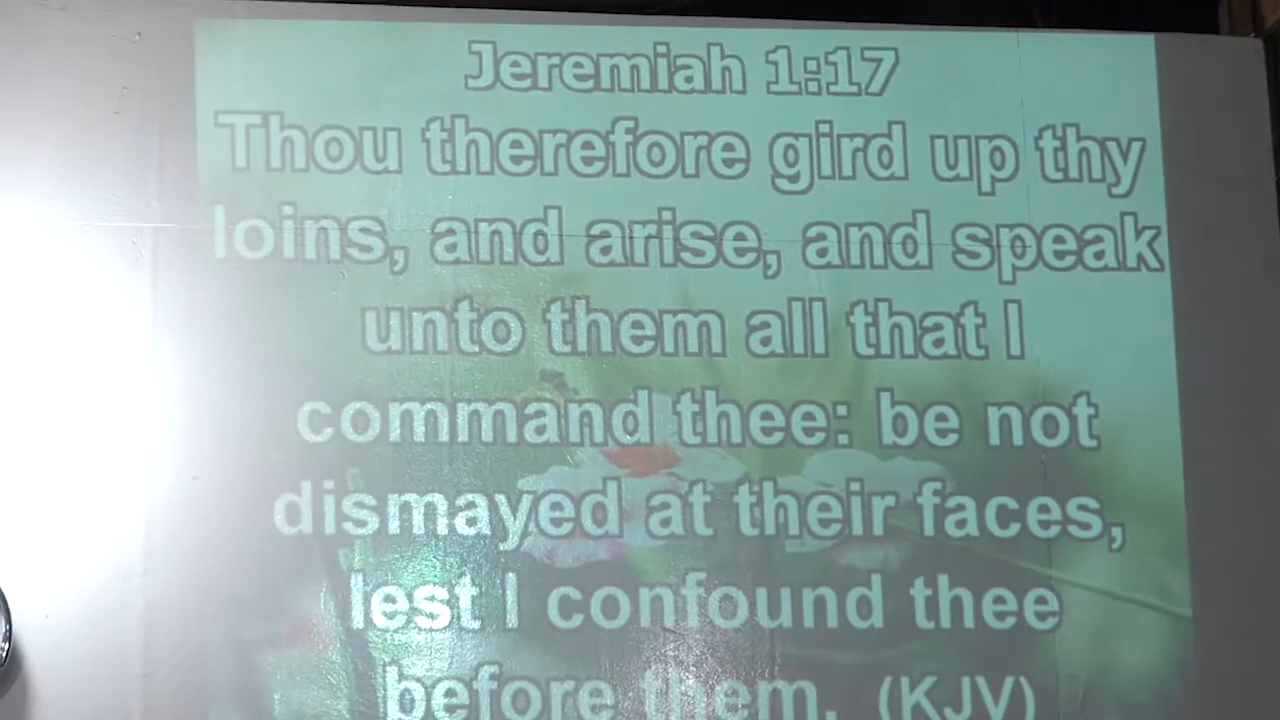 Jeremiah 1:17
Thou therefore gird up thy
loins, and arise, and speak
unto them all that I
command thee: be not
dismayed at their faces,
lest I confound thee
before them. (KJV)